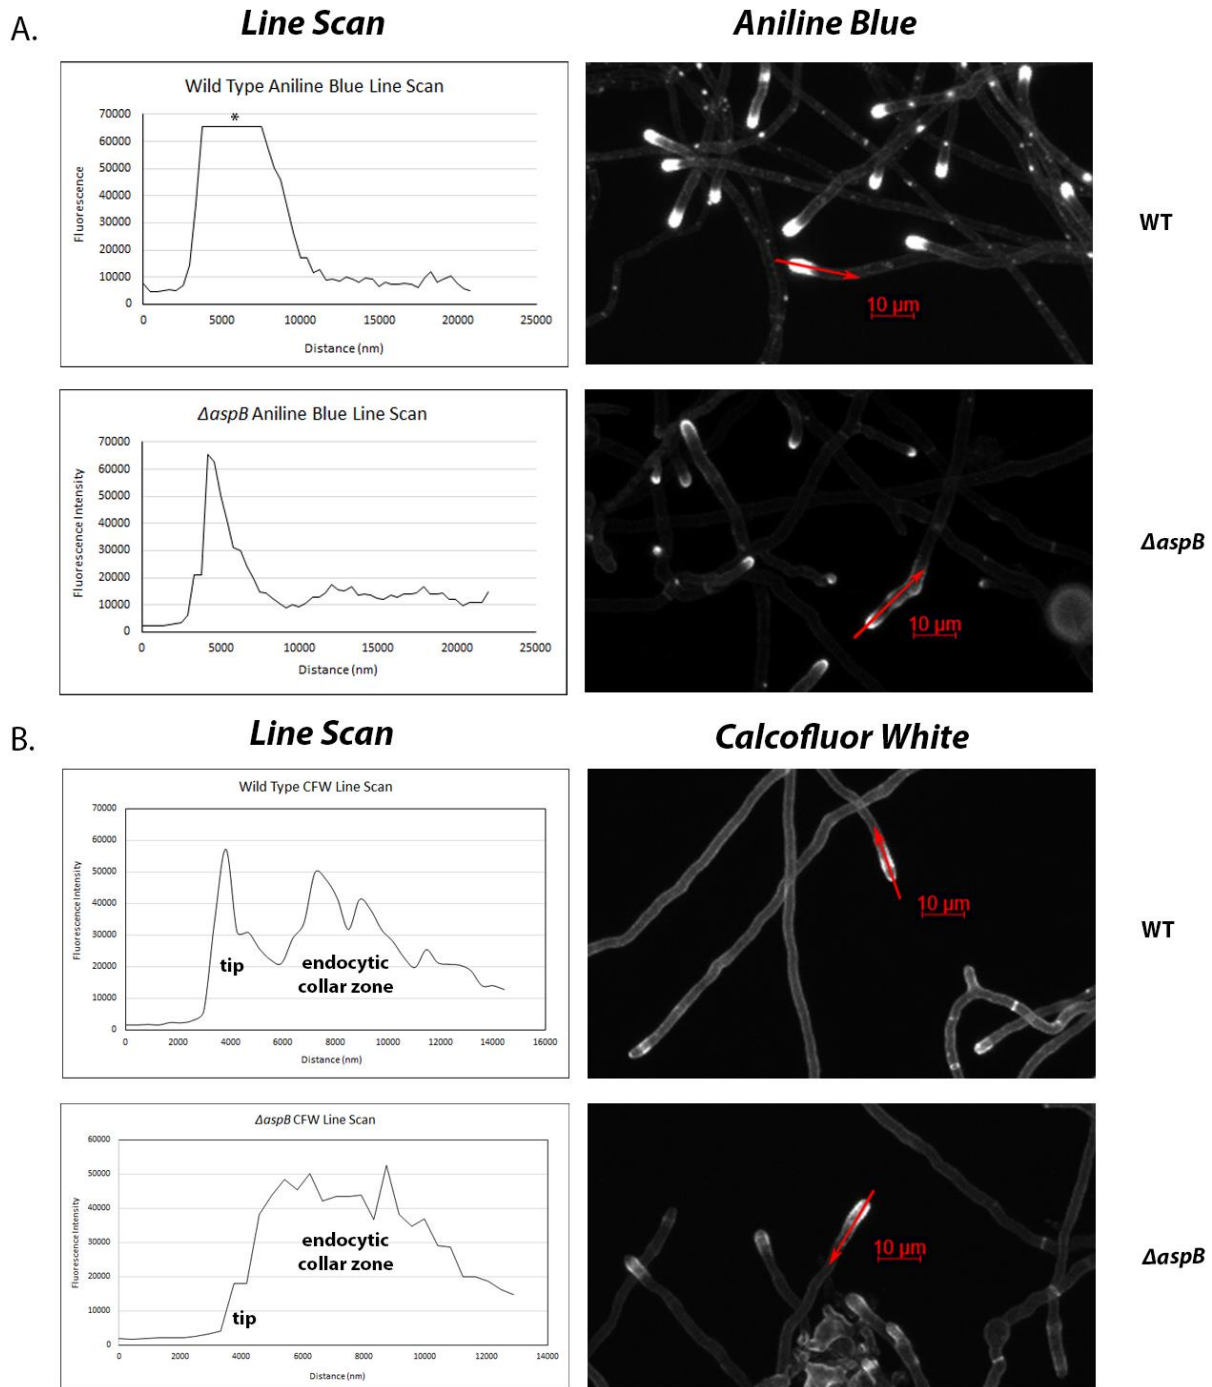 A.
Line Scan
Aniline Blue
Wild Type Aniline Blue Line Scan
Fluorescence
70000
60000
50000
40000
30000
20000
10000
0
*
0 5000 10000 15000 20000 25000
Distance (nm)
10 µm
WT
ΔaspB Aniline Blue Line Scan
Fluorescence Intensity
70000
60000
50000
40000
30000
20000
10000
0
0 5000 10000 15000 20000 25000
Distance (nm)
10 µm
ΔaspB
B.
Line Scan
Calcofluor White
Wild Type CFW Line Scan
Fluorescence Intensity
70000
60000
50000
40000
30000
20000
10000
0
tip
endocytic
collar zone
0 2000 4000 6000 8000 10000 12000 14000 16000
Distance (nm)
10 µm
WT
ΔaspB CFW Line Scan
Fluorescence Intensity
60000
50000
40000
30000
20000
10000
0
endocytic
collar zone
tip
0 2000 4000 6000 8000 10000 12000 14000
Distance (nm)
10 µm
ΔaspB